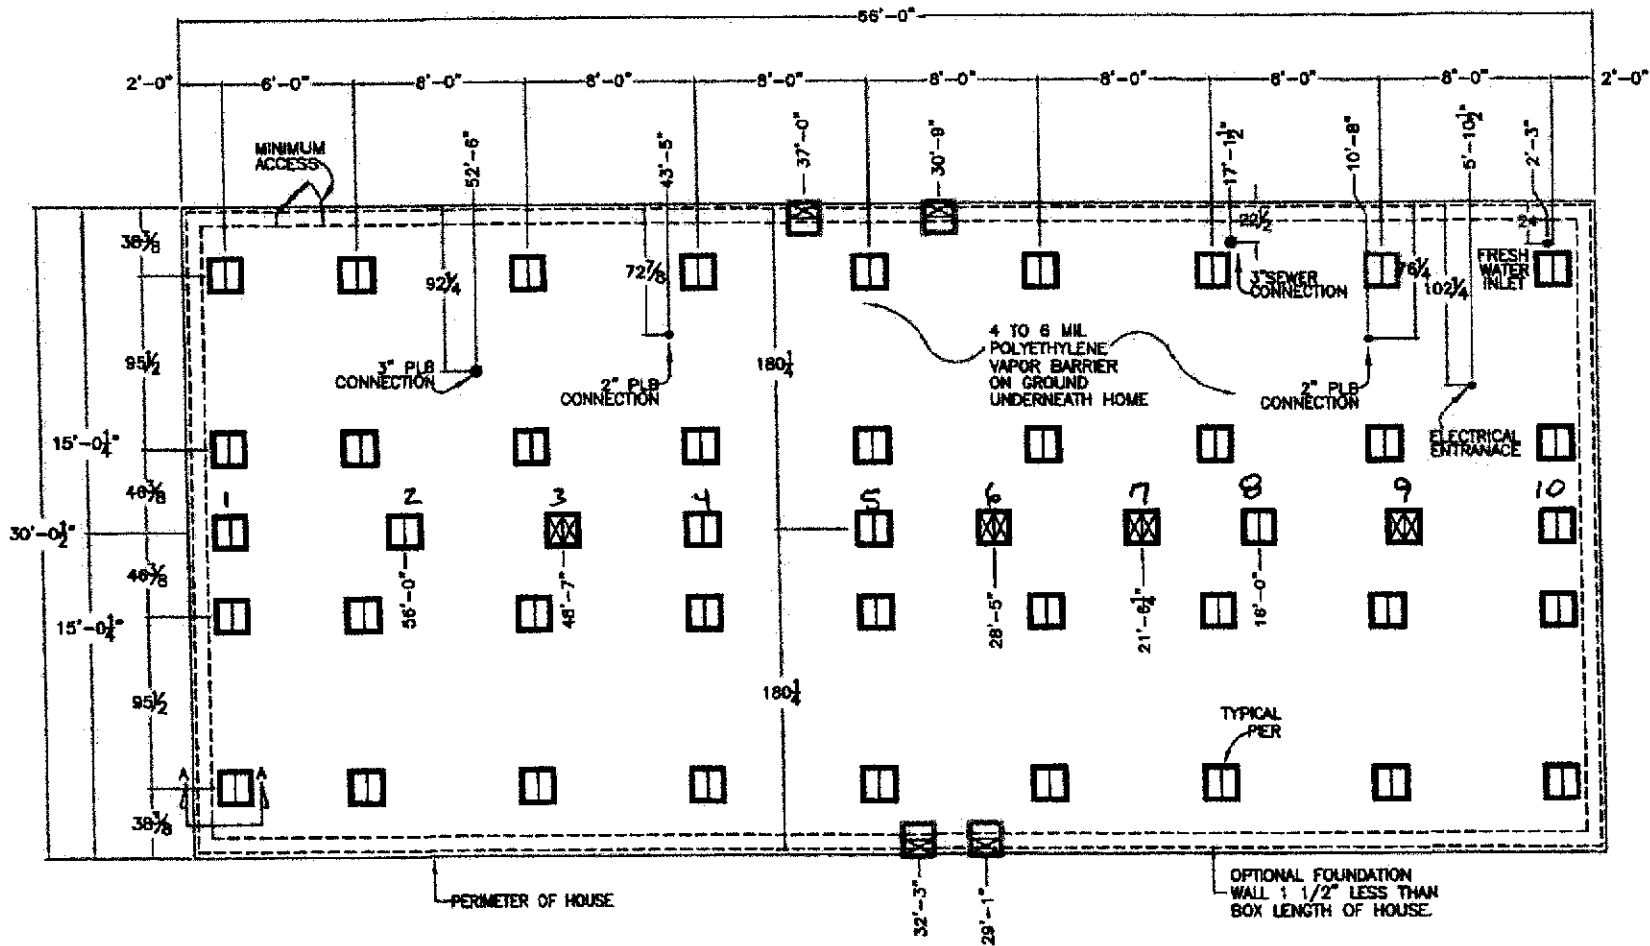 56'-0"
2'-0" 6'-0" 8'-0" 8'-0" 8'-0" 8'-0" 8'-0" 8'-0" 8'-0" 2'-0"
MINIMUM
ACCESS
52'-6"
43'-5"
37'-0"
30'-9"
17'-1½"
10'-8"
5'-10½"
2'-3"
38⅜
92¼
72⅞
22½
76¼
102¼
24
3"SEWER
CONNECTION
FRESH
WATER
INLET
95½
180¼
4 TO 6 MIL
POLYETHYLENE
VAPOR BARRIER
ON GROUND
UNDERNEATH HOME
3" PLB
CONNECTION
2" PLB
CONNECTION
2" PLB
CONNECTION
ELECTRICAL
ENTRANACE
15'-0¼"
46⅜
1 2 3 4 5 6 7 8 9 10
30'-0½"
46⅜
56'-0"
48'-7"
28'-5"
21'-6¼"
16'-0"
15'-0¼"
95½
180¼
TYPICAL
PIER
A A
38⅜
PERIMETER OF HOUSE
32'-3"
29'-1"
OPTIONAL FOUNDATION
WALL 1 1/2" LESS THAN
BOX LENGTH OF HOUSE.